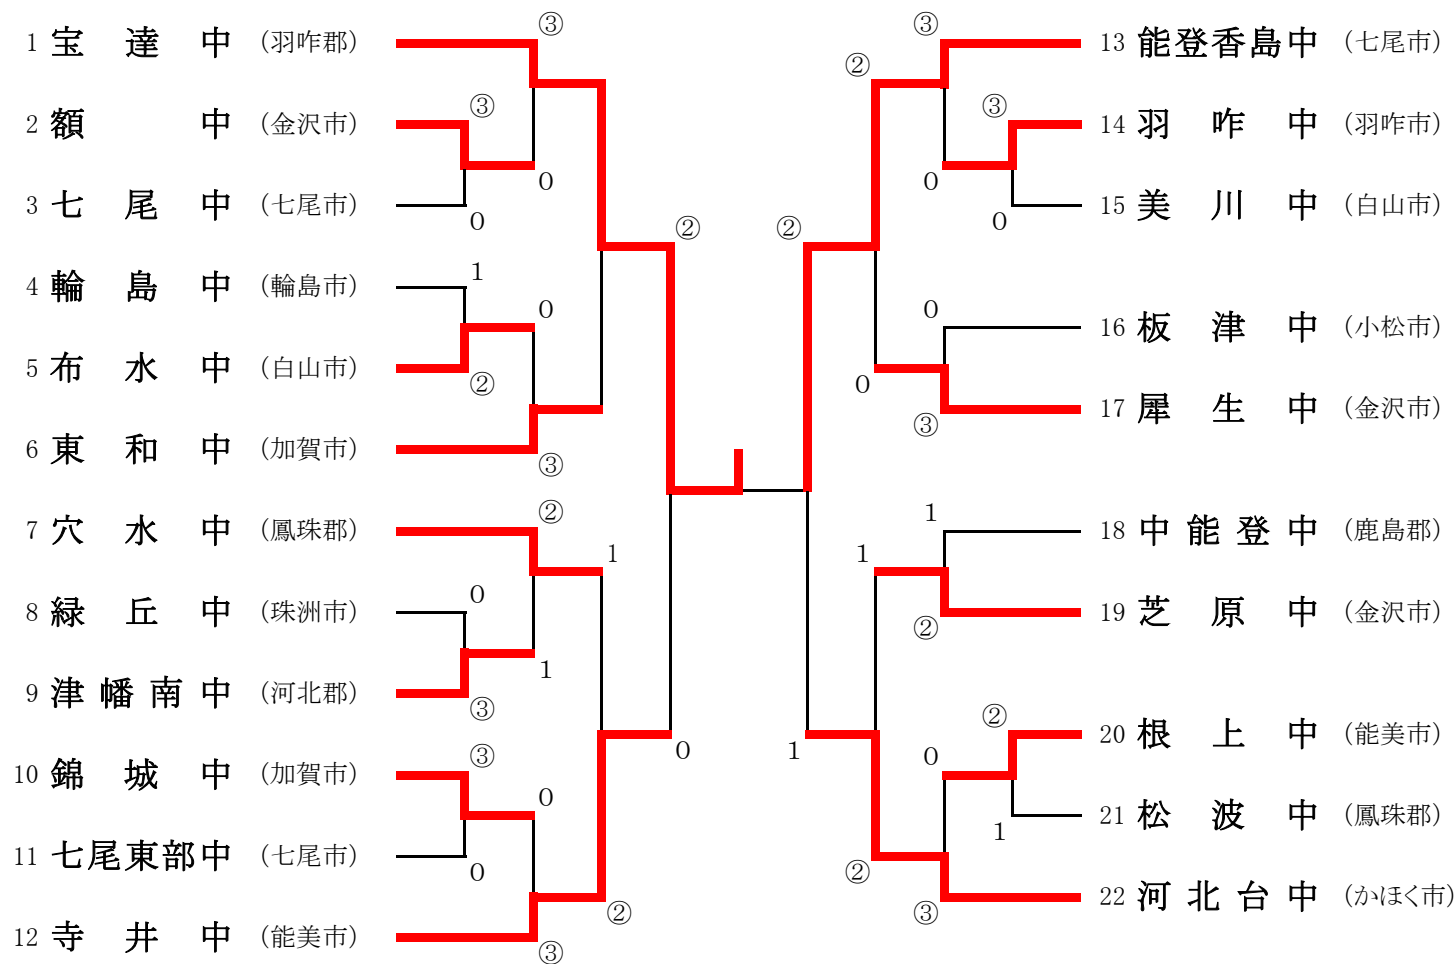 ③ ③
1 宝 達 中 (羽咋郡) 13 能登香島中 (七尾市)
②
③ ③
2 額 中 (金沢市) 14 羽 咋 中 (羽咋市)
0 0
3 七 尾 中 (七尾市) 15 美 川 中 (白山市)
0 0
② ②
1
4 輪 島 中 (輪島市)
0 0
16 板 津 中 (小松市)
5 布 水 中 (白山市)
② 0
17 犀 生 中 (金沢市)
③
6 東 和 中 (加賀市)
③
② 1
7 穴 水 中 (鳳珠郡) 18 中 能 登 中 (鹿島郡)
1 1
0
8 緑 丘 中 (珠洲市) 19 芝 原 中 (金沢市)
②
1
9 津 幡 南 中 (河北郡)
③ ②
20 根 上 中 (能美市)
0 1
③ 0
10 錦 城 中 (加賀市)
0
21 松 波 中 (鳳珠郡)
1
11 七尾東部中 (七尾市)
0 ②
22 河 北 台 中 (かほく市)
② ③
12 寺 井 中 (能美市)
③